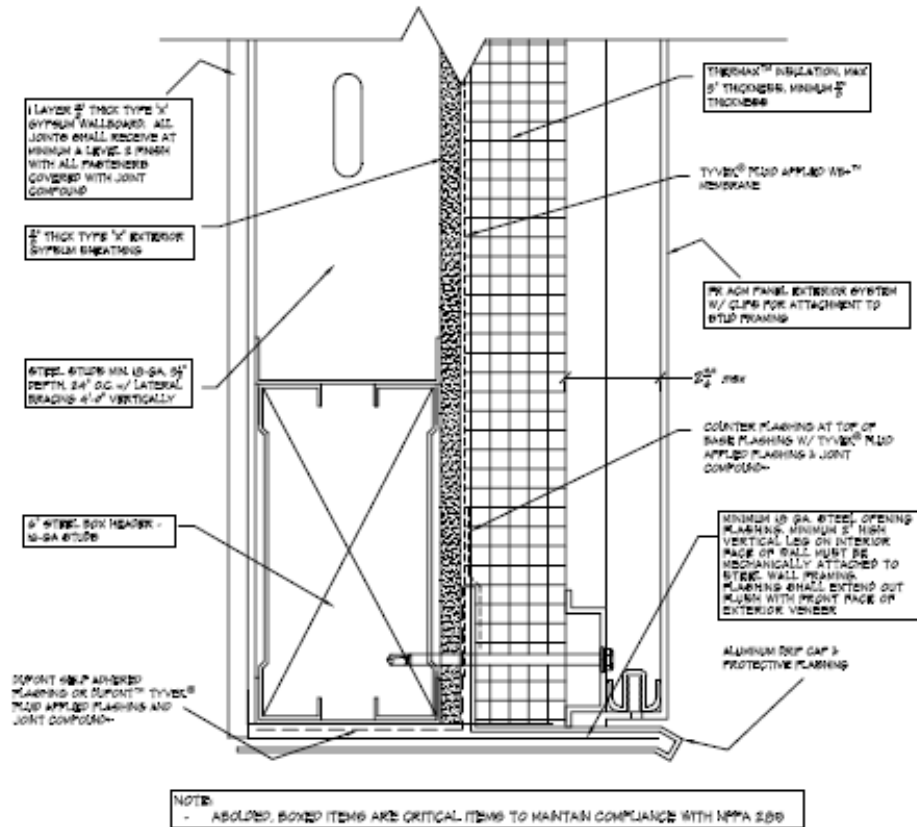 1 LAYER 5/8" THICK TYPE 'X'
GYPSUM WALLBOARD. ALL
JOINTS SHALL RECEIVE AT
MINIMUM A LEVEL 2 FINISH
WITH ALL FASTENERS
COVERED WITH JOINT
COMPOUND
THICK TYPE 'X' EXTERIOR
GYPSUM SHEATHING
STEEL STUDS MIN. 18-GA, 3 5/8"
DEPTH, 24" O.C. w/ LATERAL
BRACING 4'-0" VERTICALLY
6" STEEL BOX HEADER -
GA STUDS
DUPONT SELF ADHERED
FLASHING OR DUPONT™ TYVEK®
FLUID APPLIED FLASHING AND
JOINT COMPOUND+
THERMAX™ INSULATION, MAX
3" THICKNESS, MINIMUM
THICKNESS
TYVEK® FLUID APPLIED WB+™
MEMBRANE
FR ACM PANEL EXTERIOR SYSTEM
W/ CLIPS FOR ATTACHMENT TO
STUD FRAMING
MAX
COUNTER FLASHING AT TOP OF
BASE FLASHING W/ TYVEK® FLUID
APPLIED FLASHING & JOINT
COMPOUND+
MINIMUM 18 GA. STEEL OPENING
FLASHING. MINIMUM 2" HIGH
VERTICAL LEG ON INTERIOR
FACE OF WALL MUST BE
MECHANICALLY ATTACHED TO
STEEL WALL FRAMING.
FLASHING SHALL EXTEND OUT
FLUSH WITH FRONT FACE OF
EXTERIOR VENEER
ALUMINUM DRIP CAP &
PROTECTIVE FLASHING
NOTE:
- ABOLDED, BOXED ITEMS ARE CRITICAL ITEMS TO MAINTAIN COMPLIANCE WITH NFPA 285